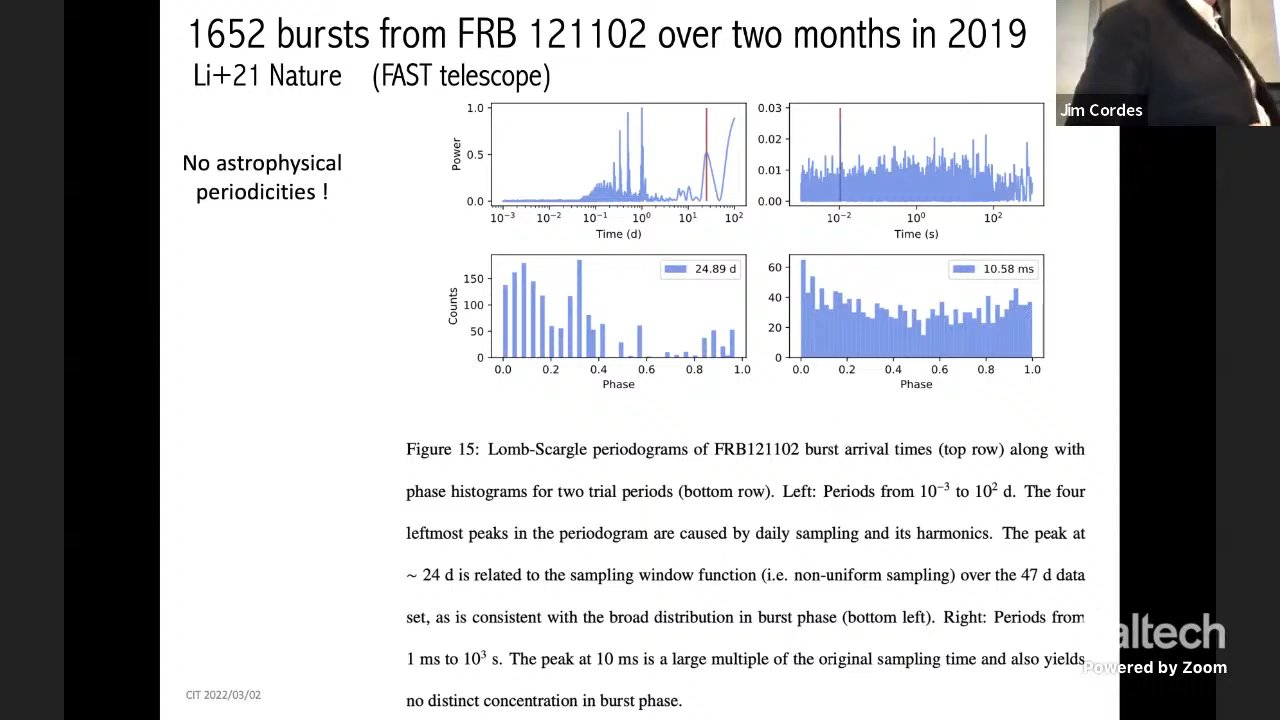 1652 bursts from FRB 121102 over two months in 2019
Li+21 Nature (FAST telescope)
Jim Cordes
No astrophysical
periodicities !
Power
1.0
0.5
0.0
10⁻³ 10⁻² 10⁻¹ 10⁰ 10¹ 10²
Time (d)
0.03
0.02
0.01
0.00
10⁻² 10⁰ 10²
Time (s)
Counts
150
100
50
0
24.89 d
0.0 0.2 0.4 0.6 0.8 1.0
Phase
60
40
20
0
10.58 ms
0.0 0.2 0.4 0.6 0.8 1.0
Phase
Figure 15: Lomb-Scargle periodograms of FRB121102 burst arrival times (top row) along with
phase histograms for two trial periods (bottom row). Left: Periods from 10⁻³ to 10² d. The four
leftmost peaks in the periodogram are caused by daily sampling and its harmonics. The peak at
~ 24 d is related to the sampling window function (i.e. non-uniform sampling) over the 47 d data
set, as is consistent with the broad distribution in burst phase (bottom left). Right: Periods from
1 ms to 10³ s. The peak at 10 ms is a large multiple of the original sampling time and also yields
no distinct concentration in burst phase.
CIT 2022/03/02
altech
Powered by Zoom